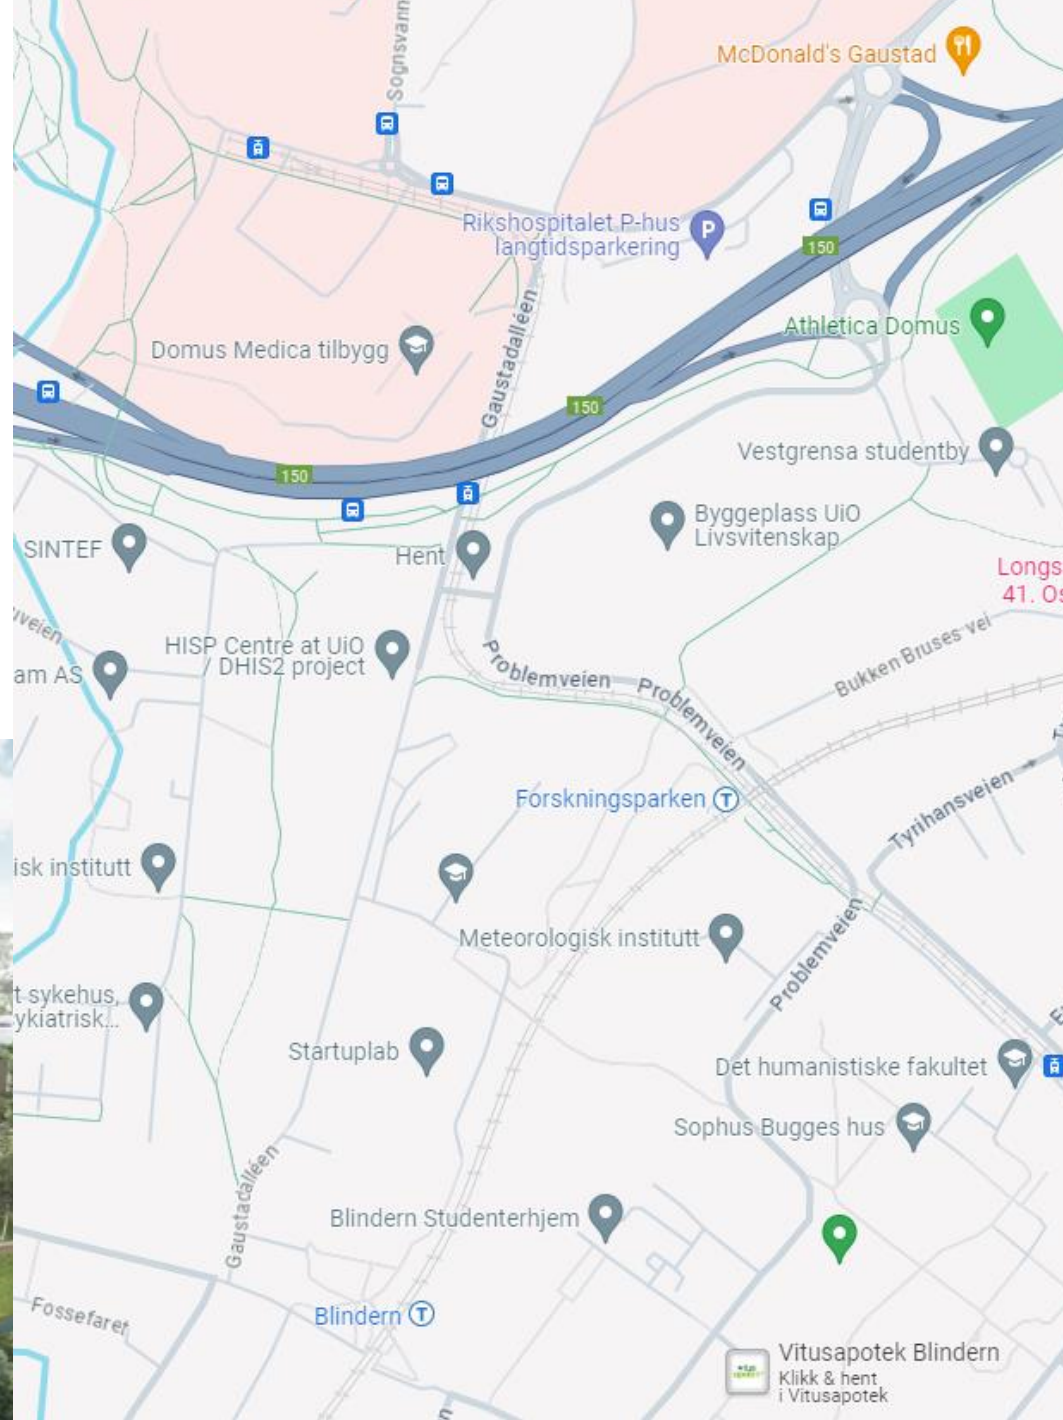 Sognsvann
McDonald's Gaustad
Rikshospitalet P-hus
langtidsparkering
P
150
Athletica Domus
Domus Medica tilbygg
Gaustadalléen
150
Vestgrensa studentby
150
Byggeplass UiO
Livsvitenskap
SINTEF
Hent
Longs
41. Os
uveien
HISP Centre at UiO
/ DHIS2 project
am AS
Problemveien
Problemveien
Bukken Bruses vei
Forskningsparken T
Tyrihansveien
isk institutt
Problemveien
Meteorologisk institutt
t sykehus,
ykiatrisk...
Startuplab
Det humanistiske fakultet
Sophus Bugges hus
Gaustadalléen
Blindern Studenterhjem
Fossefaret
Blindern T
Vitusapotek Blindern
Klikk & hent
i Vitusapotek